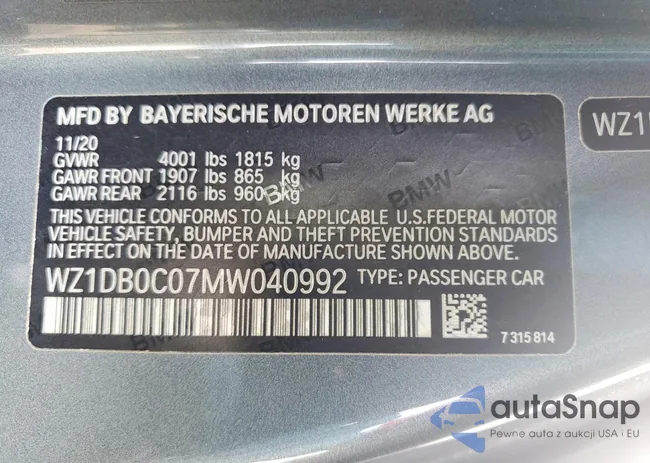 MFD BY BAYERISCHE MOTOREN WERKE AG
11/20
GVWR 4001 lbs 1815 kg
GAWR FRONT 1907 lbs 865 kg
GAWR REAR 2116 lbs 960 kg
THIS VEHICLE CONFORMS TO ALL APPLICABLE U.S.FEDERAL MOTOR
VEHICLE SAFETY, BUMPER AND THEFT PREVENTION STANDARDS
IN EFFECT ON THE DATE OF MANUFACTURE SHOWN ABOVE.
WZ1DB0C07MW040992 TYPE: PASSENGER CAR
7 315 814
WZ1
autoSnap
Pewne auto z aukcji USA i EU